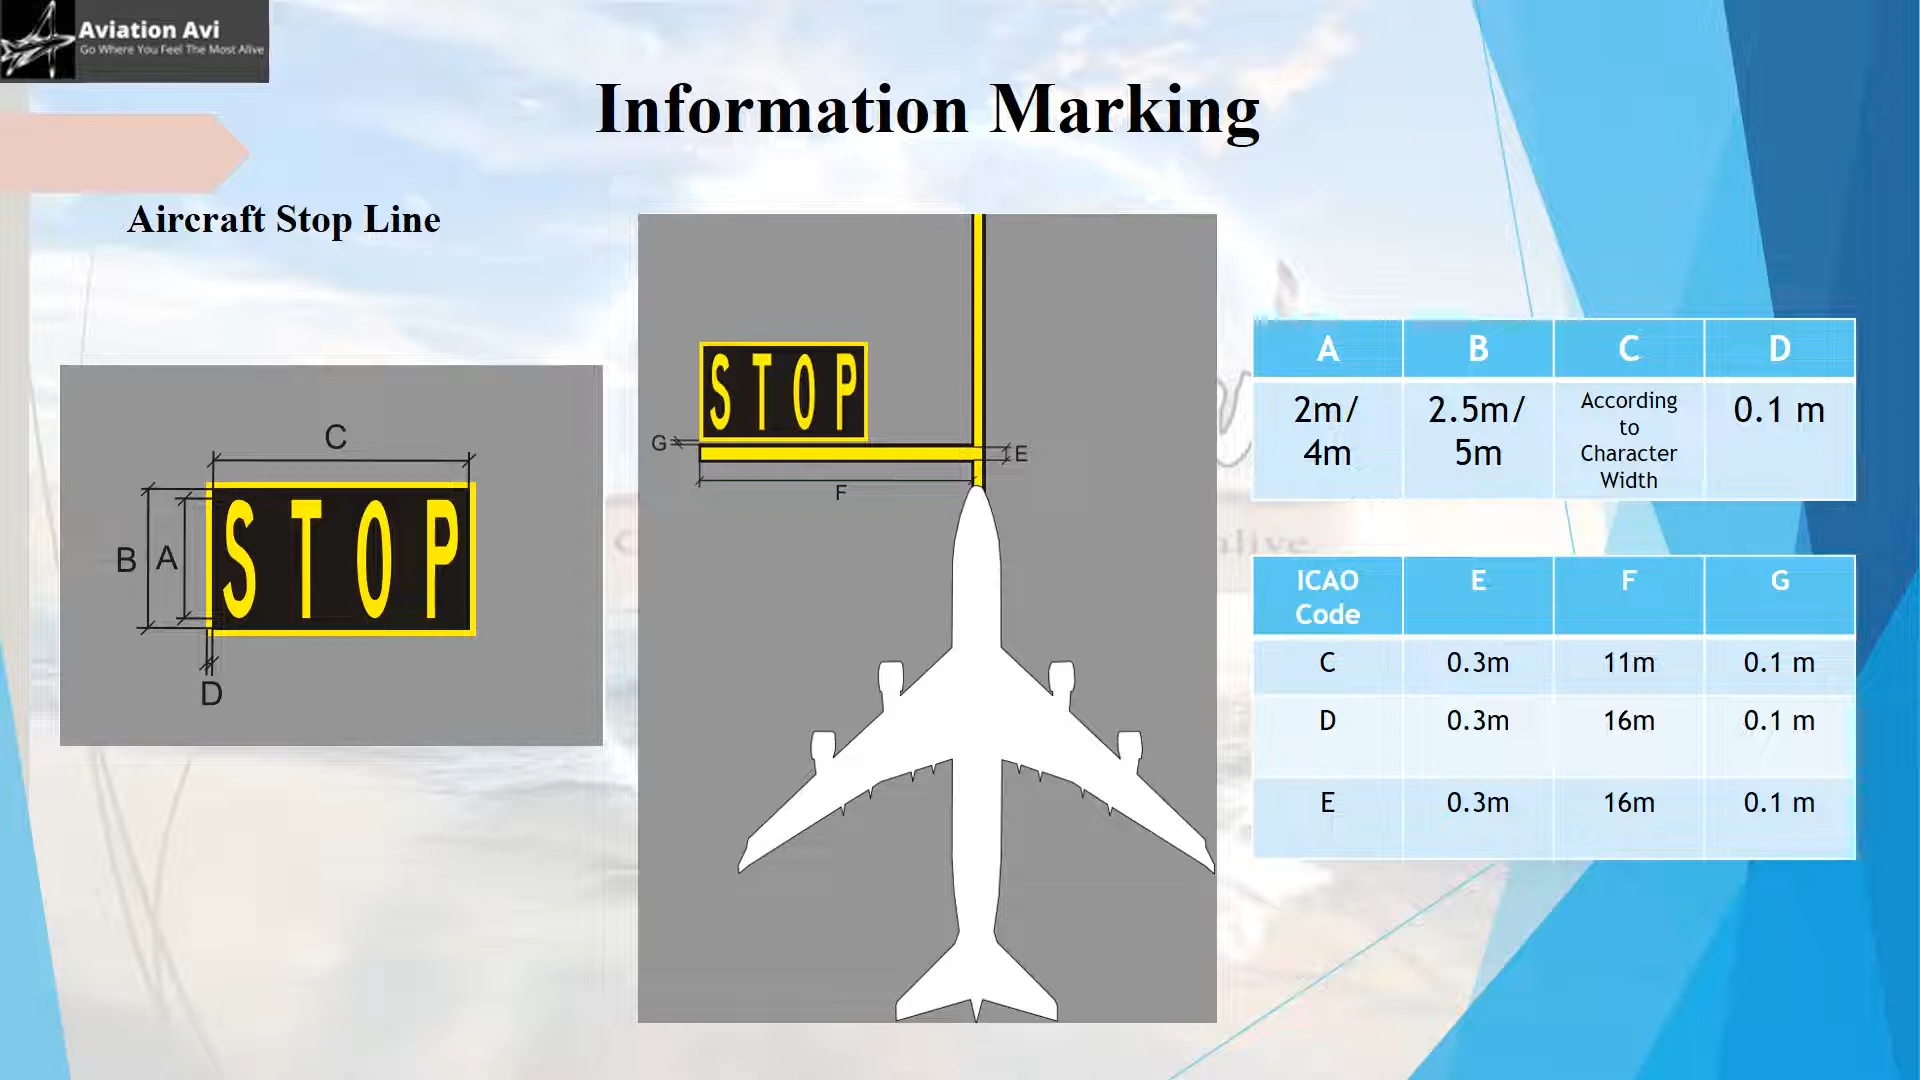 Aviation Avi
Go Where You Feel The Most Alive
Information Marking
Aircraft Stop Line
C
B A
STOP
D
STOP
G
E
F
A B C D
2m/ 4m 2.5m/ 5m According to Character Width 0.1 m
ICAO Code E F G
C 0.3m 11m 0.1 m
D 0.3m 16m 0.1 m
E 0.3m 16m 0.1 m